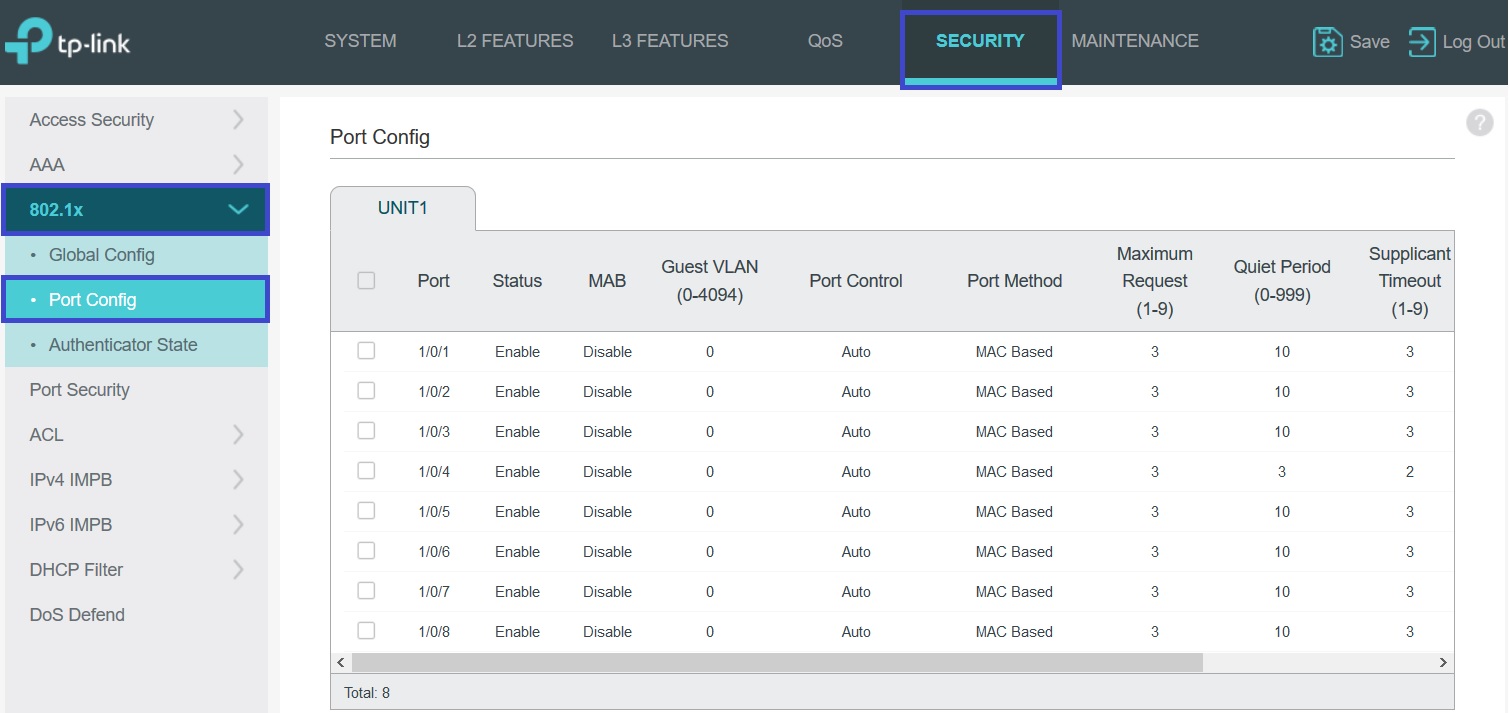 tp-link
SYSTEM L2 FEATURES L3 FEATURES QoS SECURITY MAINTENANCE Save Log Out
Access Security
AAA
802.1x
• Global Config
• Port Config
• Authenticator State
Port Security
ACL
IPv4 IMPB
IPv6 IMPB
DHCP Filter
DoS Defend
Port Config
?
UNIT1
Port Status MAB Guest VLAN (0-4094) Port Control Port Method Maximum Request (1-9) Quiet Period (0-999) Supplicant Timeout (1-9)
1/0/1 Enable Disable 0 Auto MAC Based 3 10 3
1/0/2 Enable Disable 0 Auto MAC Based 3 10 3
1/0/3 Enable Disable 0 Auto MAC Based 3 10 3
1/0/4 Enable Disable 0 Auto MAC Based 3 3 2
1/0/5 Enable Disable 0 Auto MAC Based 3 10 3
1/0/6 Enable Disable 0 Auto MAC Based 3 10 3
1/0/7 Enable Disable 0 Auto MAC Based 3 10 3
1/0/8 Enable Disable 0 Auto MAC Based 3 10 3
Total: 8